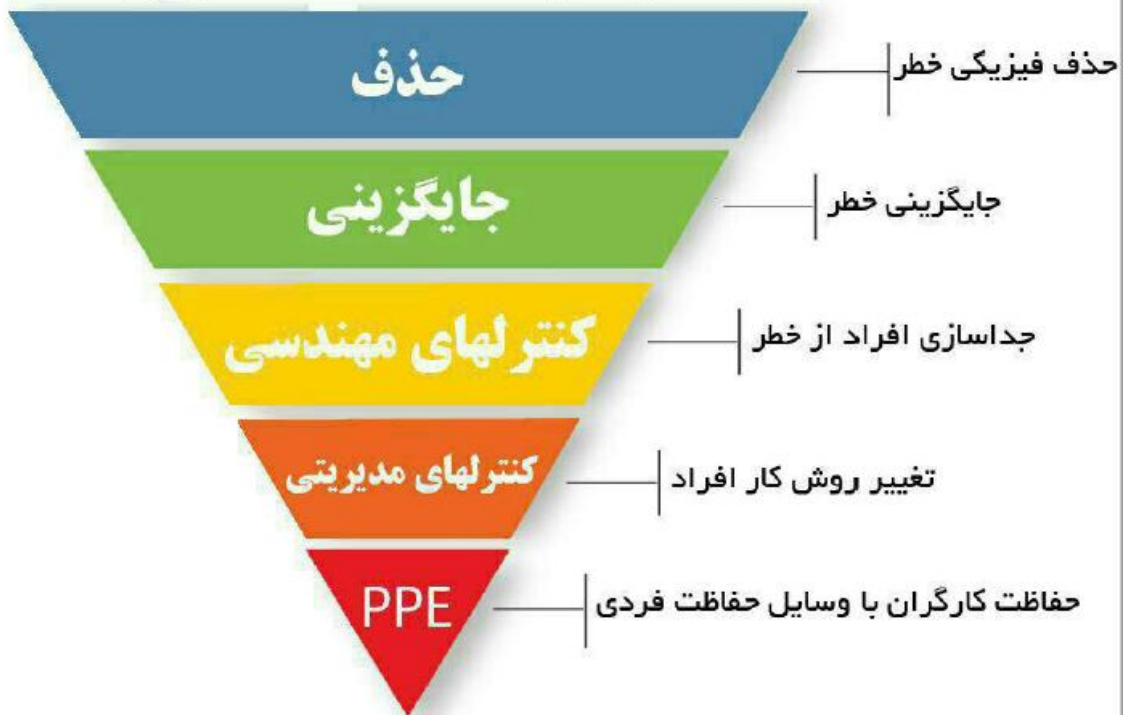 حذف
حذف فیزیکی خطر
جایگزینی
جایگزینی خطر
کنترلهای مهندسی
جداسازی افراد از خطر
کنترلهای مدیریتی
تغییر روش کار افراد
PPE
حفاظت کارگران با وسایل حفاظت فردی